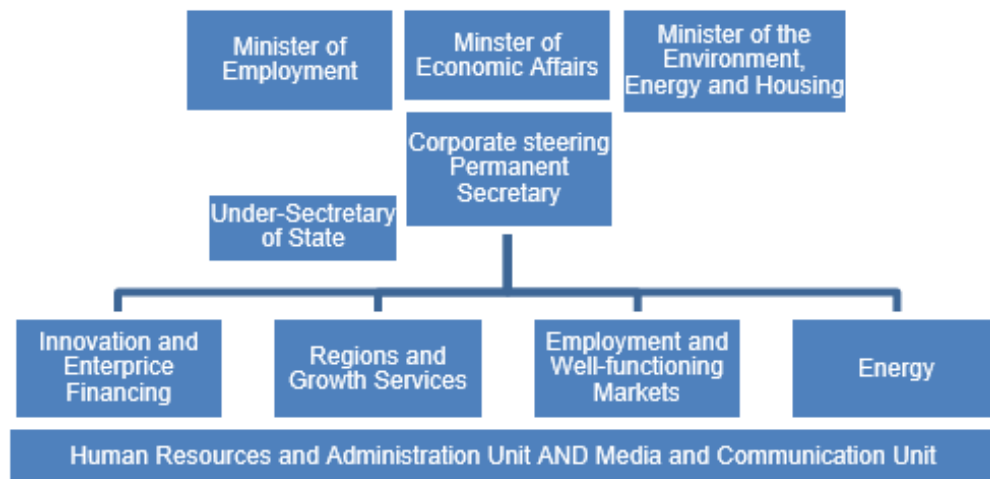 Minister of
Employment
Minster of
Economic Affairs
Minister of the
Environment,
Energy and Housing
Corporate steering
Permanent
Secretary
Under-Sectretary
of State
Innovation and
Enterprice
Financing
Regions and
Growth Services
Employment and
Well-functioning
Markets
Energy
Human Resources and Administration Unit AND Media and Communication Unit